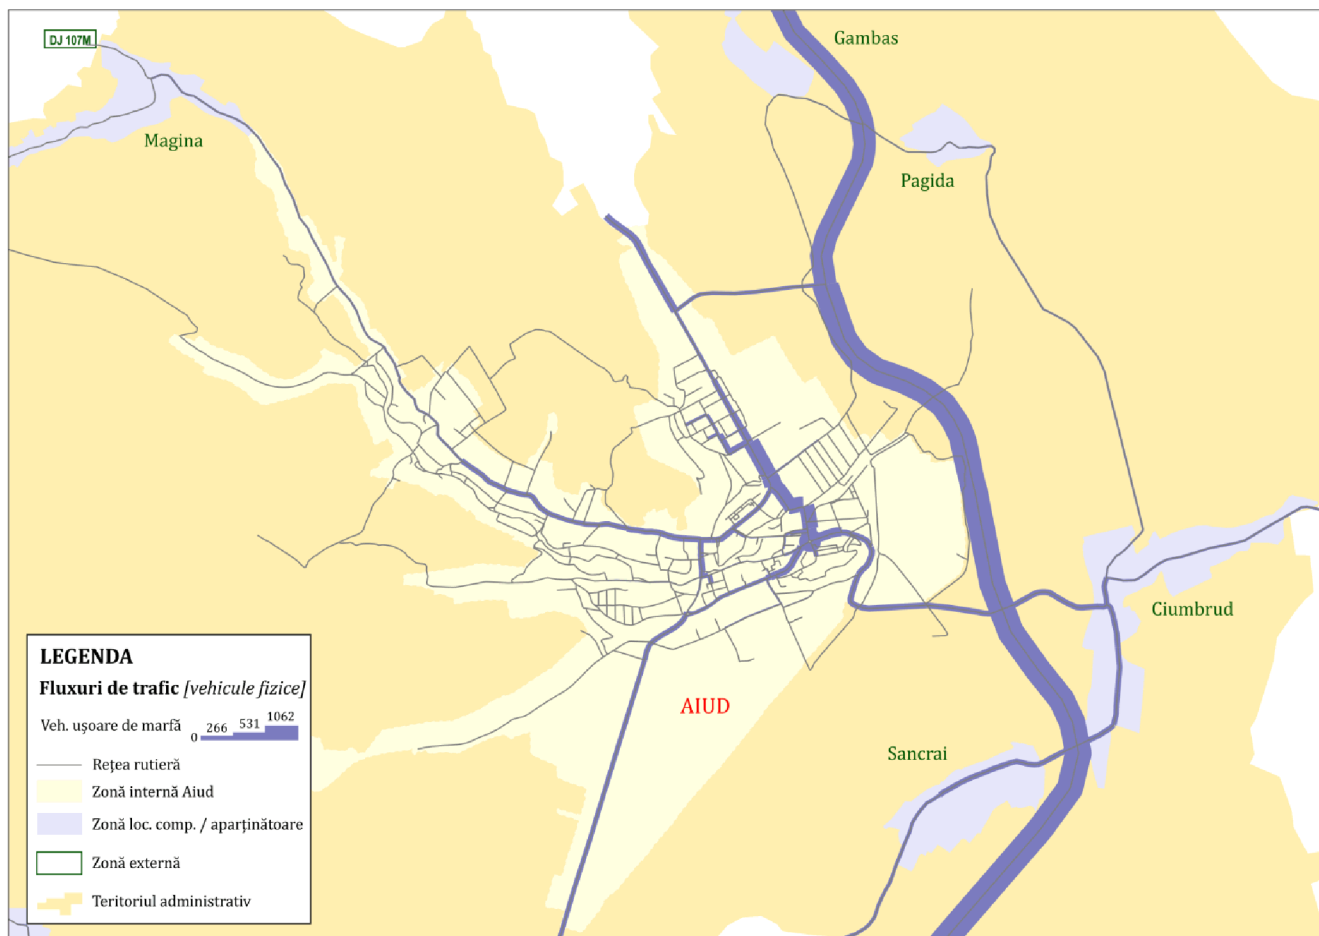 DJ 107M
Gambas
Magina
Pagida
Ciumbrud
AIUD
Sancrai
LEGENDA
Fluxuri de trafic [vehicule fizice]
Veh. ușoare de marfă
0 266 531 1062
Rețea rutieră
Zonă internă Aiud
Zonă loc. comp. / aparținătoare
Zonă externă
Teritoriul administrativ